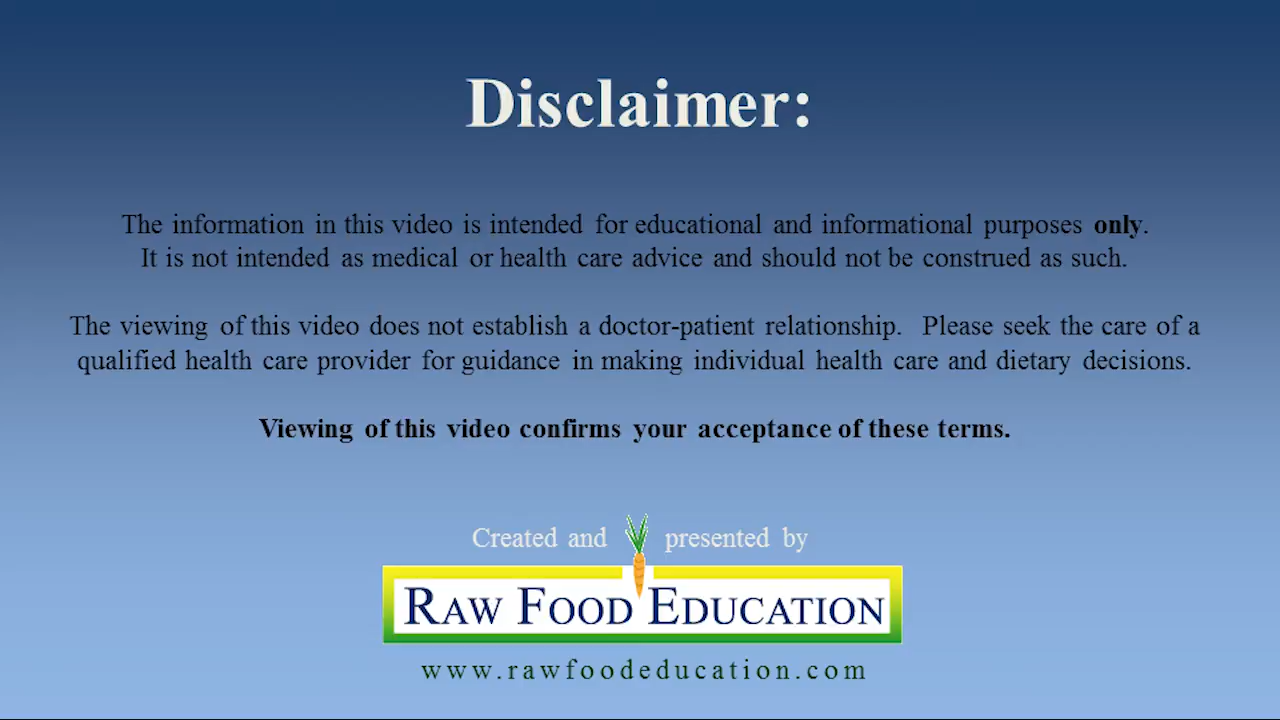 Disclaimer:
The information in this video is intended for educational and informational purposes only.
It is not intended as medical or health care advice and should not be construed as such.
The viewing of this video does not establish a doctor-patient relationship. Please seek the care of a
qualified health care provider for guidance in making individual health care and dietary decisions.
Viewing of this video confirms your acceptance of these terms.
Created and presented by
RAW FOOD EDUCATION
www.rawfoodeducation.com